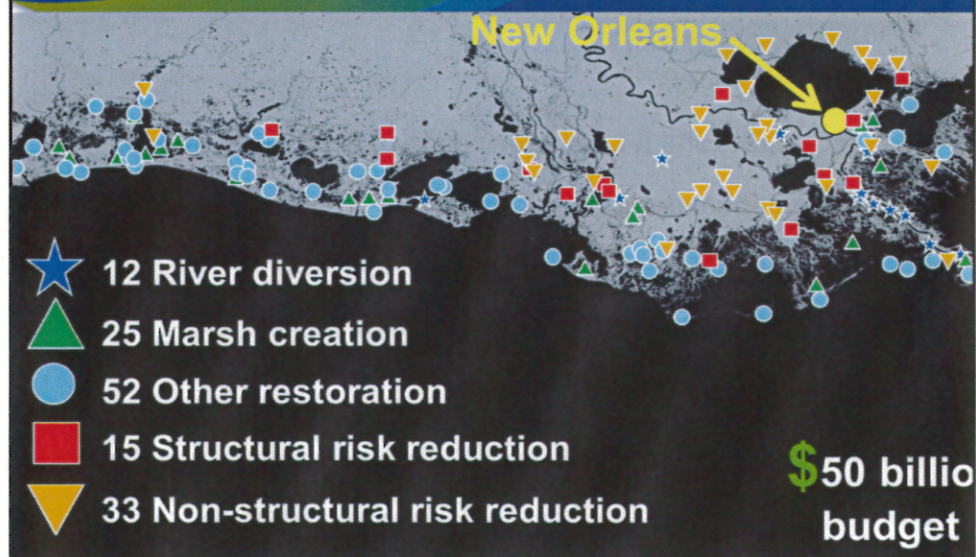 New Orleans
12 River diversion
25 Marsh creation
52 Other restoration
15 Structural risk reduction
33 Non-structural risk reduction
$50 billio
budget